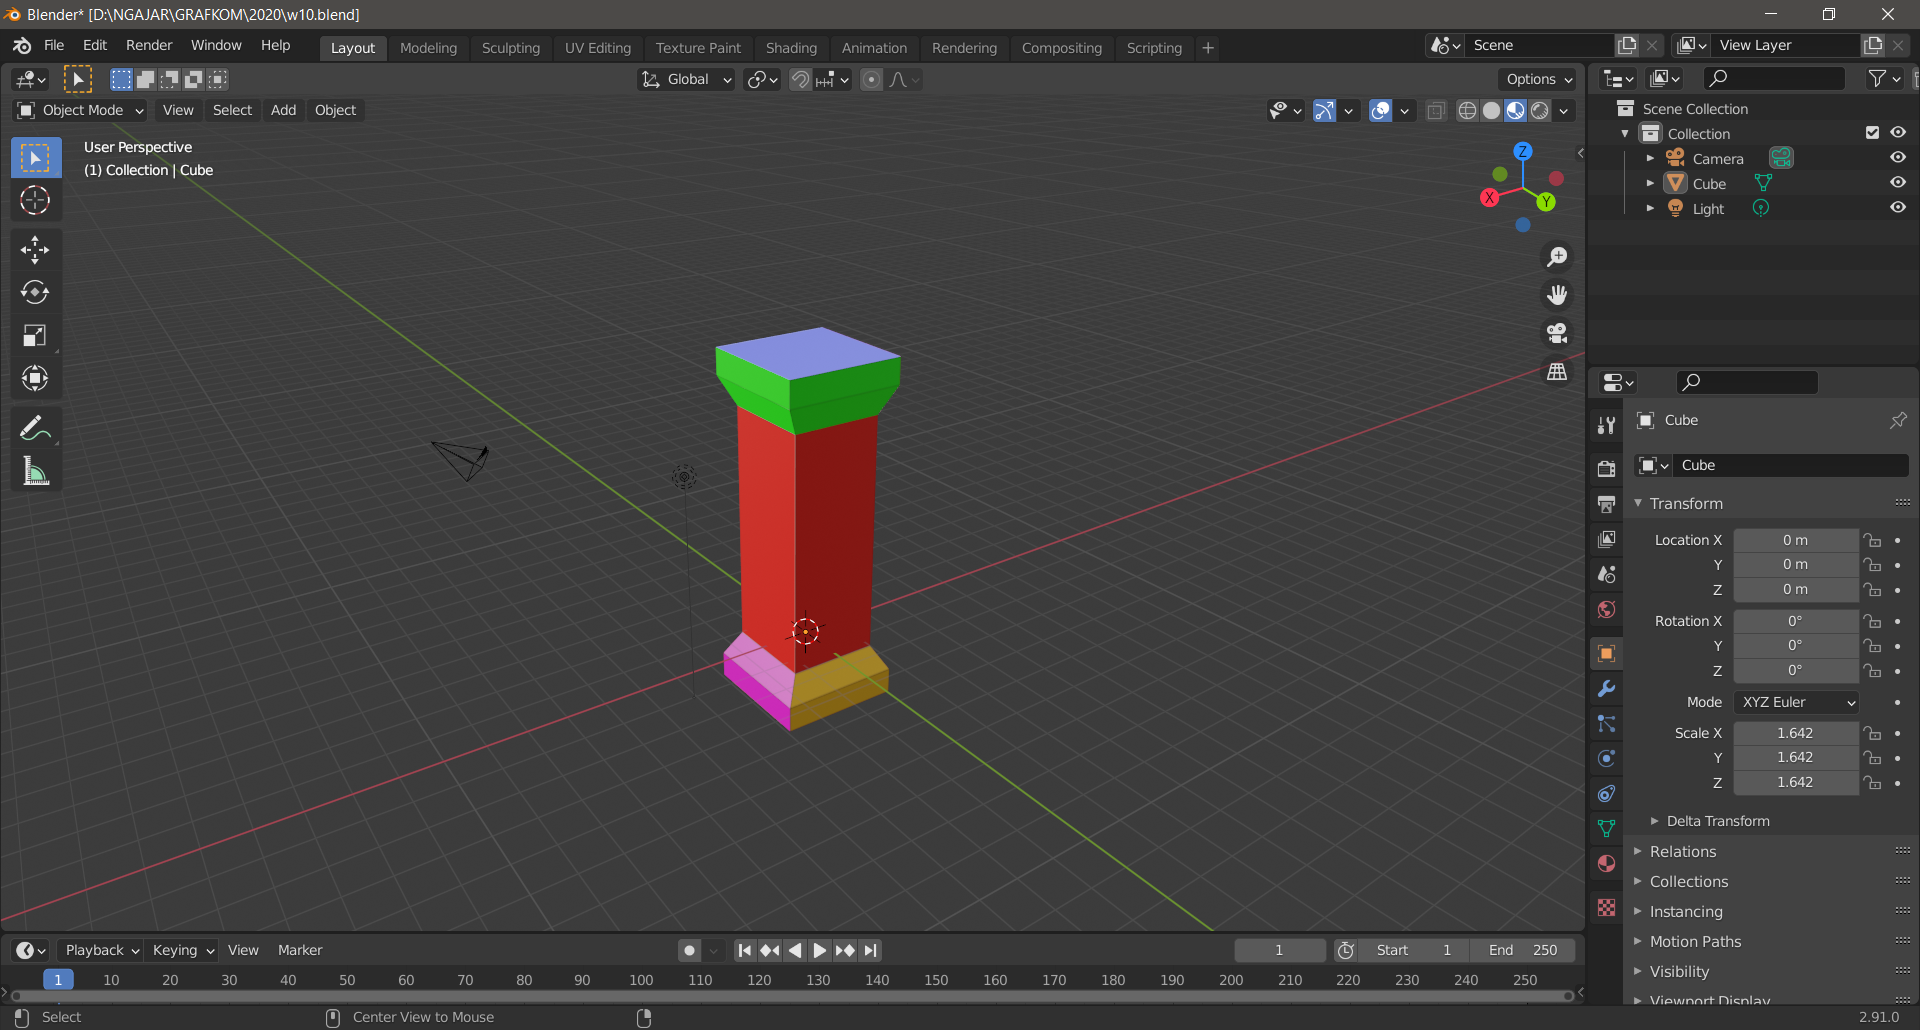 Blender* [D:\NGAJAR\GRAFKOM\2020\w10.blend]
File Edit Render Window Help Layout Modeling Sculpting UV Editing Texture Paint Shading Animation Rendering Compositing Scripting + Scene View Layer
Global Options
Object Mode View Select Add Object
User Perspective
(1) Collection | Cube
Z
X
Y
Scene Collection
Collection
Camera
Cube
Light
Cube
Cube
Transform
Location X 0 m
Y 0 m
Z 0 m
Rotation X 0°
Y 0°
Z 0°
Mode XYZ Euler
Scale X 1.642
Y 1.642
Z 1.642
Delta Transform
Relations
Collections
Instancing
Motion Paths
Visibility
Viewport Display
Playback Keying View Marker 1 Start 1 End 250
1 10 20 30 40 50 60 70 80 90 100 110 120 130 140 150 160 170 180 190 200 210 220 230 240 250
Select Center View to Mouse 2.91.0